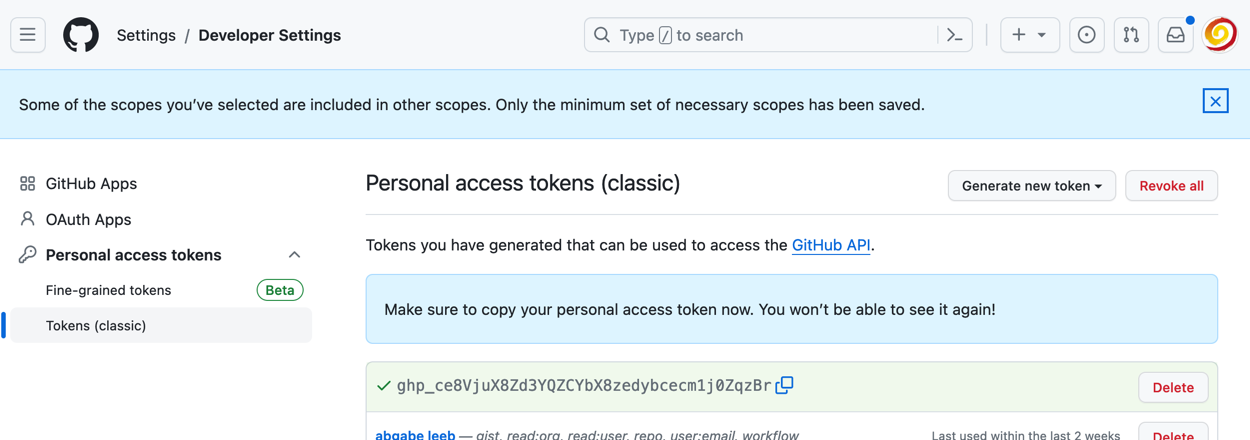 Settings / Developer Settings
Type / to search
Some of the scopes you’ve selected are included in other scopes. Only the minimum set of necessary scopes has been saved.
GitHub Apps
OAuth Apps
Personal access tokens
Fine-grained tokens Beta
Tokens (classic)
Personal access tokens (classic)
Generate new token
Revoke all
Tokens you have generated that can be used to access the GitHub API.
Make sure to copy your personal access token now. You won’t be able to see it again!
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
Delete
abgabe leeb — gist, read:org, read:user, repo, user:email, workflow
Last used within the last 2 weeks
Delete